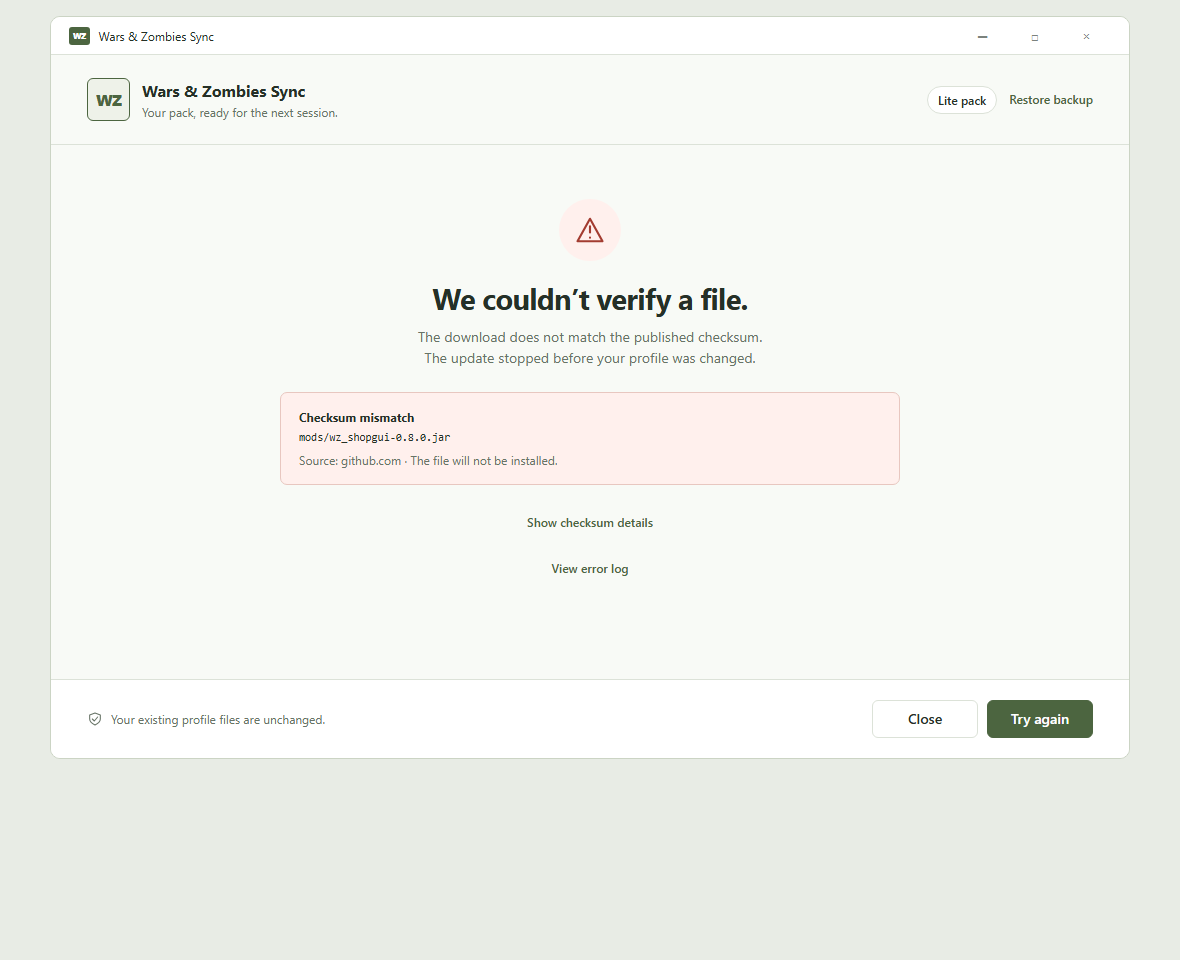 WZ Wars & Zombies Sync
WZ
Wars & Zombies Sync
Your pack, ready for the next session.
Lite pack
Restore backup
We couldn’t verify a file.
The download does not match the published checksum.
The update stopped before your profile was changed.
Checksum mismatch
mods/wz_shopgui-0.8.0.jar
Source: github.com · The file will not be installed.
Show checksum details
View error log
Your existing profile files are unchanged.
Close
Try again